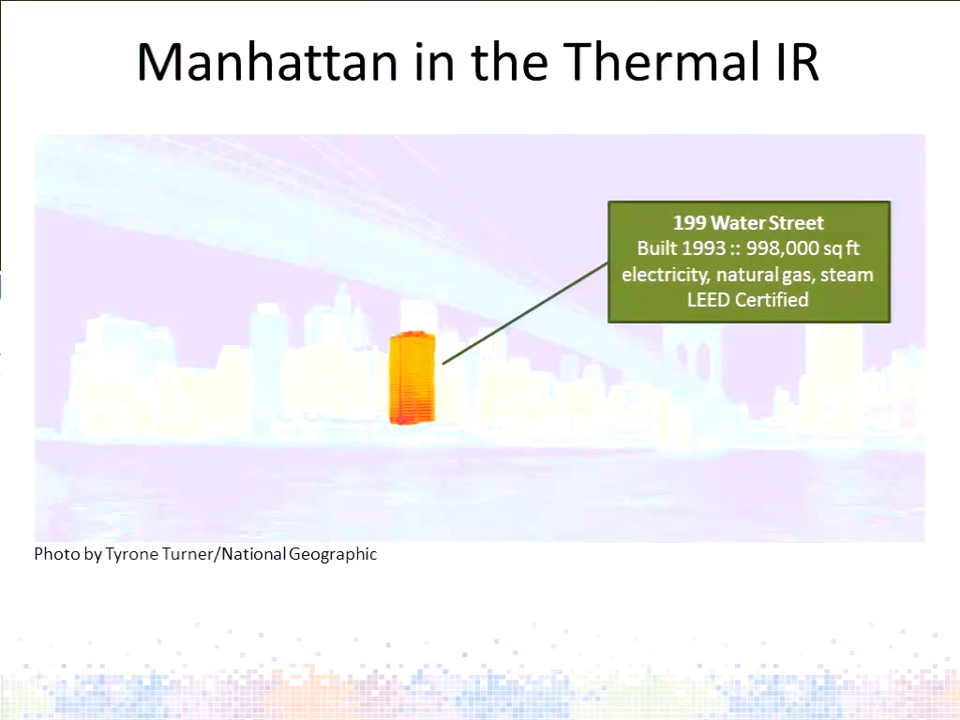 Manhattan in the Thermal IR
199 Water Street
Built 1993 :: 998,000 sq ft
electricity, natural gas, steam
LEED Certified
Photo by Tyrone Turner/National Geographic